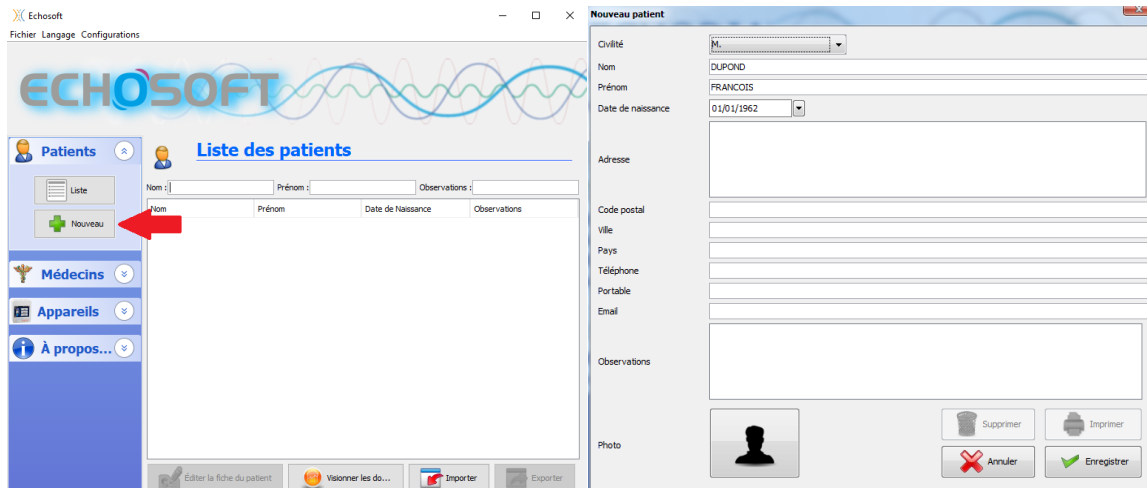 Echosoft
Fichier Langage Configurations
ECHOSOFT
Patients
Liste
Nouveau
Médecins
Appareils
À propos...
Liste des patients
Nom : Prénom : Observations :
Nom Prénom Date de Naissance Observations
Éditer la fiche du patient Visionner les do... Importer Exporter
Nouveau patient
Civilité M.
Nom DUPOND
Prénom FRANCOIS
Date de naissance 01/01/1962
Adresse
Code postal
Ville
Pays
Téléphone
Portable
Email
Observations
Photo
Supprimer Imprimer
Annuler Enregistrer